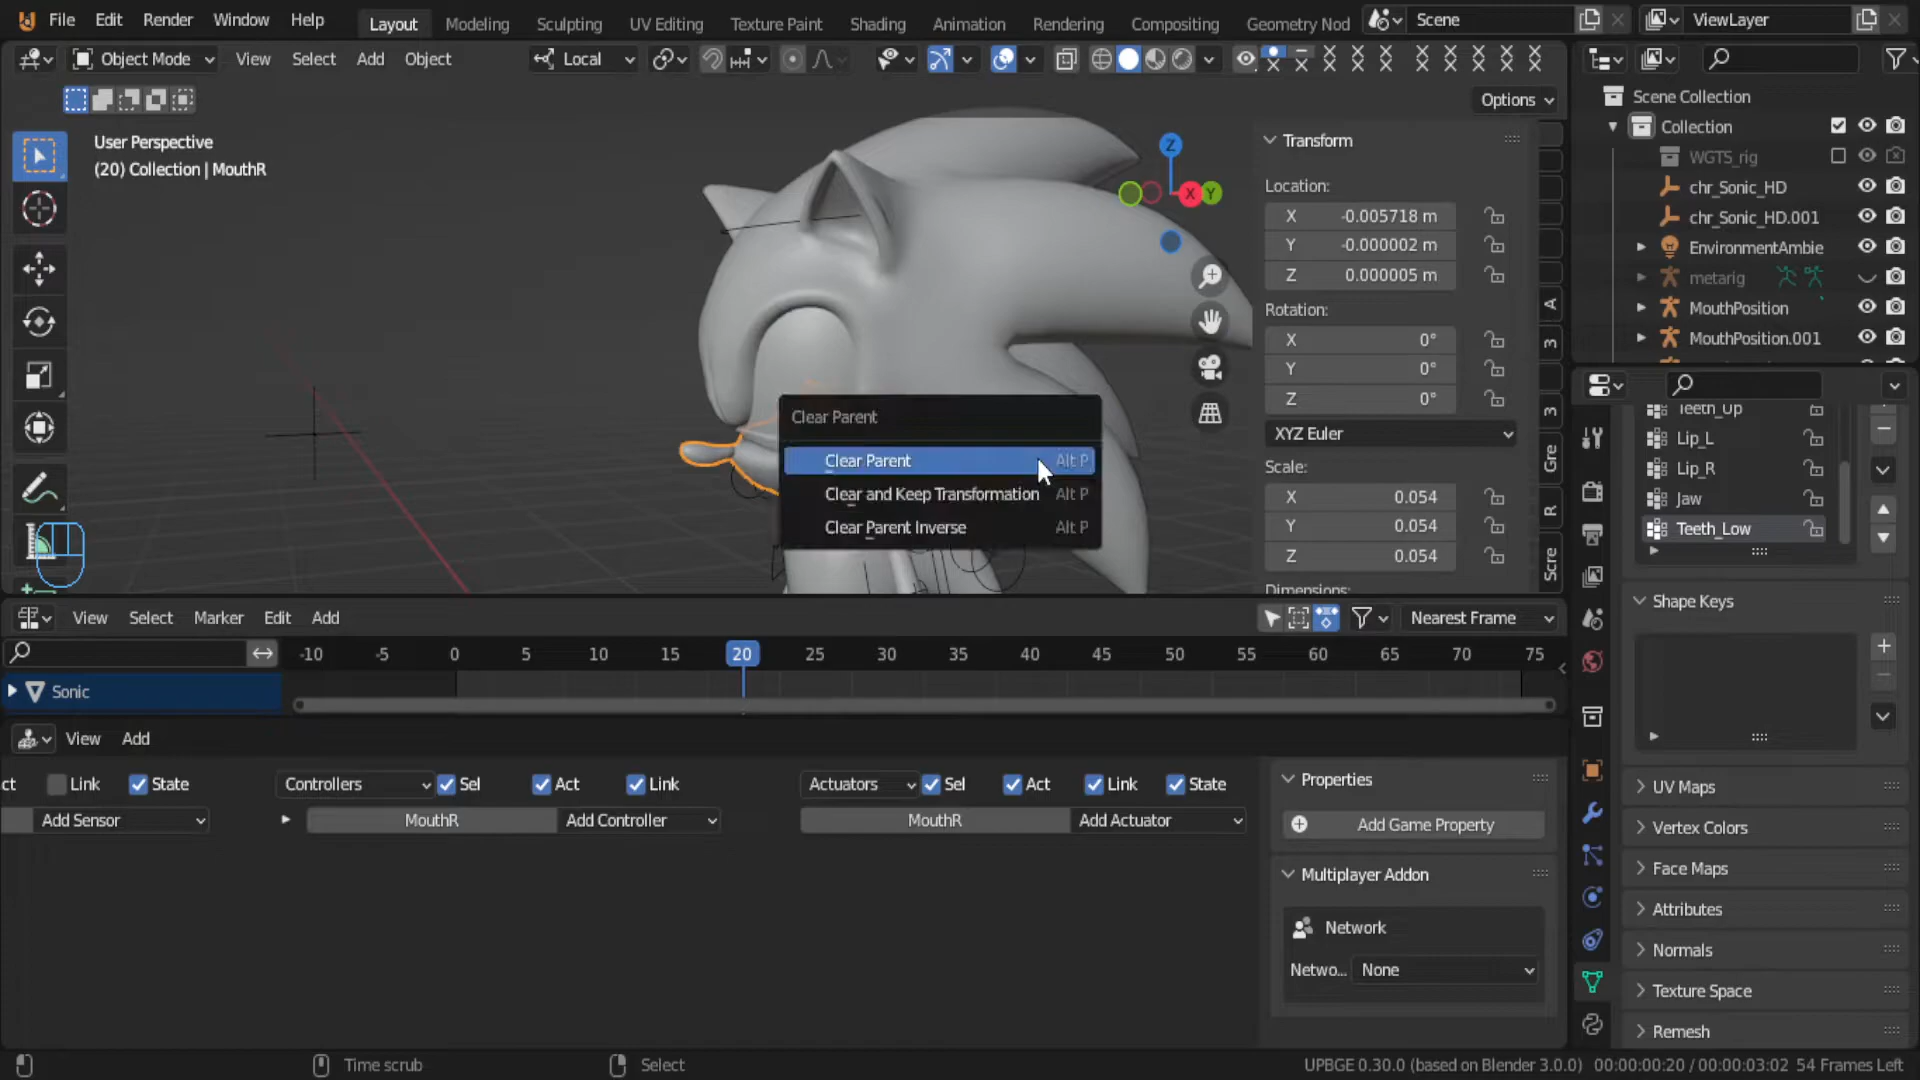 File Edit Render Window Help Layout Modeling Sculpting UV Editing Texture Paint Shading Animation Rendering Compositing Geometry Nod Scene ViewLayer
Object Mode View Select Add Object Local
Options
User Perspective
(20) Collection | MouthR
Z
X
Y
Transform
Location:
X -0.005718 m
Y -0.000002 m
Z 0.000005 m
Rotation:
X 0°
Y 0°
Z 0°
XYZ Euler
Scale:
X 0.054
Y 0.054
Z 0.054
Dimensions:
A
3
3
Gre
R
Scre
Clear Parent
Clear Parent Alt P
Clear and Keep Transformation Alt P
Clear Parent Inverse Alt P
Scene Collection
Collection
WGTS_rig
chr_Sonic_HD
chr_Sonic_HD.001
EnvironmentAmbie
metarig
MouthPosition
MouthPosition.001
Teeth_Up
Lip_L
Lip_R
Jaw
Teeth_Low
Shape Keys
UV Maps
Vertex Colors
Face Maps
Attributes
Normals
Texture Space
Remesh
View Select Marker Edit Add Nearest Frame
-10 -5 0 5 10 15 20 25 30 35 40 45 50 55 60 65 70 75
Sonic
View Add
ct Link State Controllers Sel Act Link Actuators Sel Act Link State
Add Sensor MouthR Add Controller MouthR Add Actuator
Properties
Add Game Property
Multiplayer Addon
Network
Netwo... None
Time scrub Select UPBGE 0.30.0 (based on Blender 3.0.0) 00:00:00:20 / 00:00:03:02 54 Frames Left